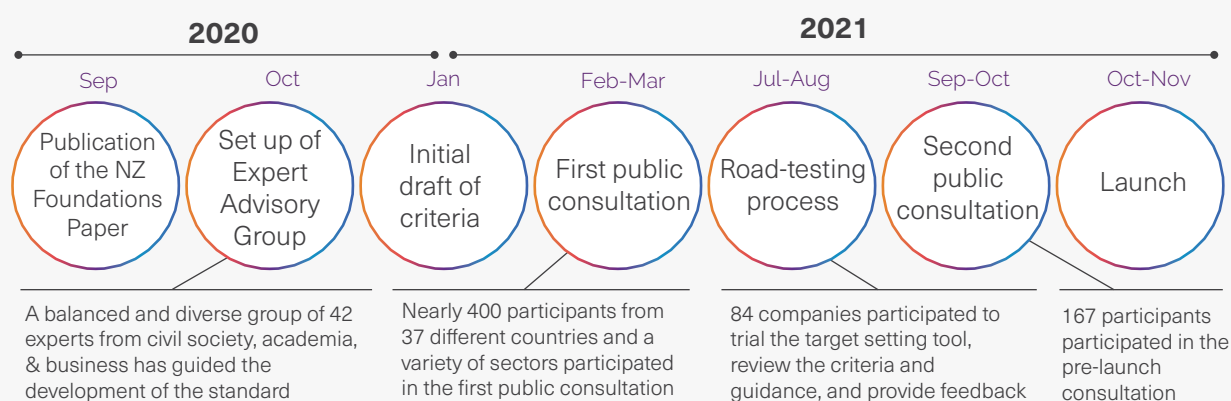 2020
2021
Sep
Oct
Jan
Feb-Mar
Jul-Aug
Sep-Oct
Oct-Nov
Publication
of the NZ
Foundations
Paper
Set up of
Expert
Advisory
Group
Initial
draft of
criteria
First public
consultation
Road-testing
process
Second
public
consultation
Launch
A balanced and diverse group of 42
experts from civil society, academia,
& business has guided the
development of the standard
Nearly 400 participants from
37 different countries and a
variety of sectors participated
in the first public consultation
84 companies participated to
trial the target setting tool,
review the criteria and
guidance, and provide feedback
167 participants
participated in the
pre-launch
consultation